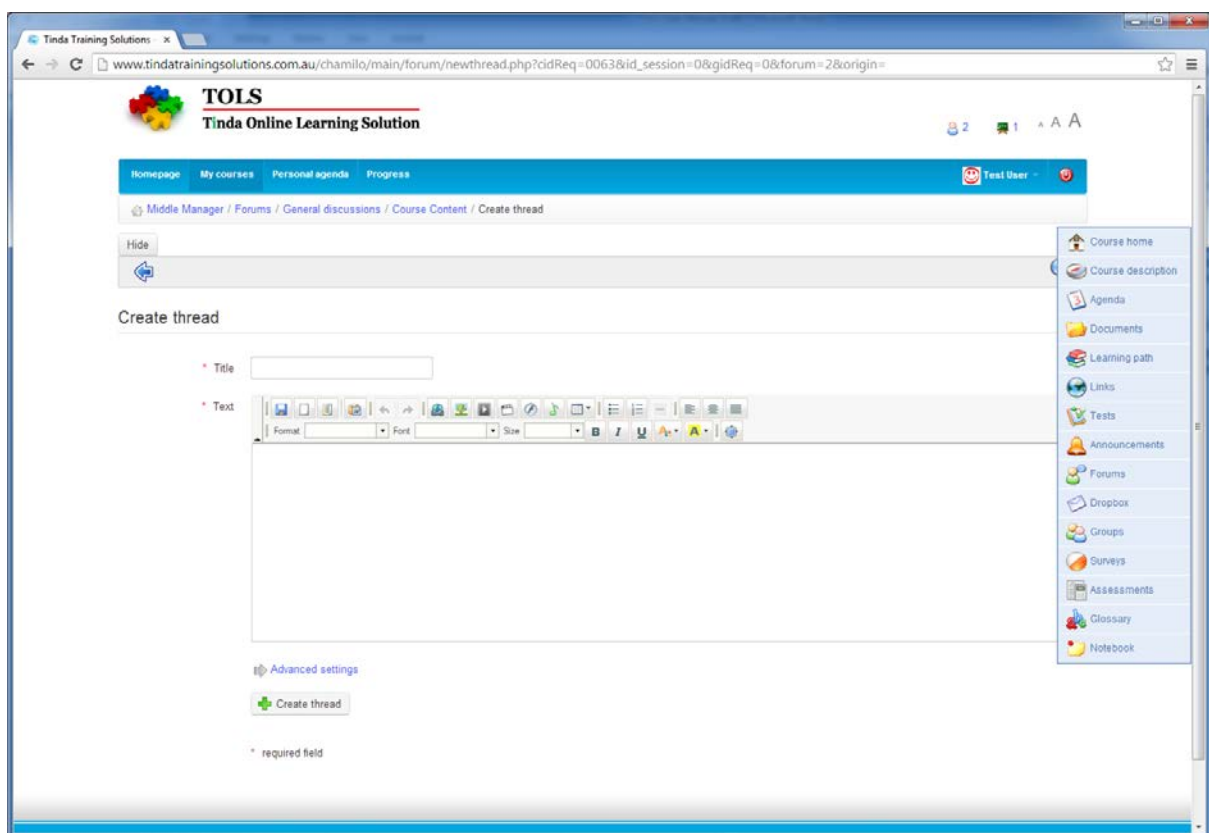 Tinda Training Solutions
www.tindatrainingsolutions.com.au/chamilo/main/forum/newthread.php?cidReq=0063&id_session=0&gidReq=0&forum=2&origin=
TOLS
Tinda Online Learning Solution
2 1 A A A
Homepage My courses Personal agenda Progress Test User
Middle Manager / Forums / General discussions / Course Content / Create thread
Hide
Create thread
* Title
* Text
Format Font Size B I U A A
Advanced settings
Create thread
* required field
Course home
Course description
Agenda
Documents
Learning path
Links
Tests
Announcements
Forums
Dropbox
Groups
Surveys
Assessments
Glossary
Notebook